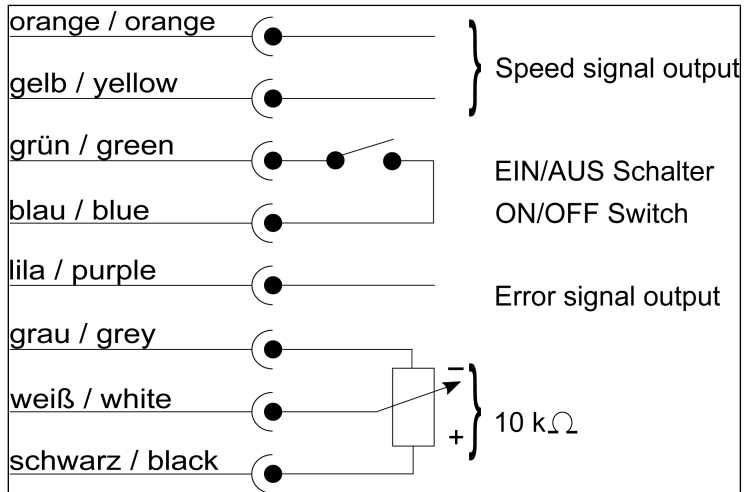 orange / orange
gelb / yellow
Speed signal output
grün / green
EIN/AUS Schalter
blau / blue
ON/OFF Switch
lila / purple
Error signal output
grau / grey
−
weiß / white
10 kΩ
+
schwarz / black